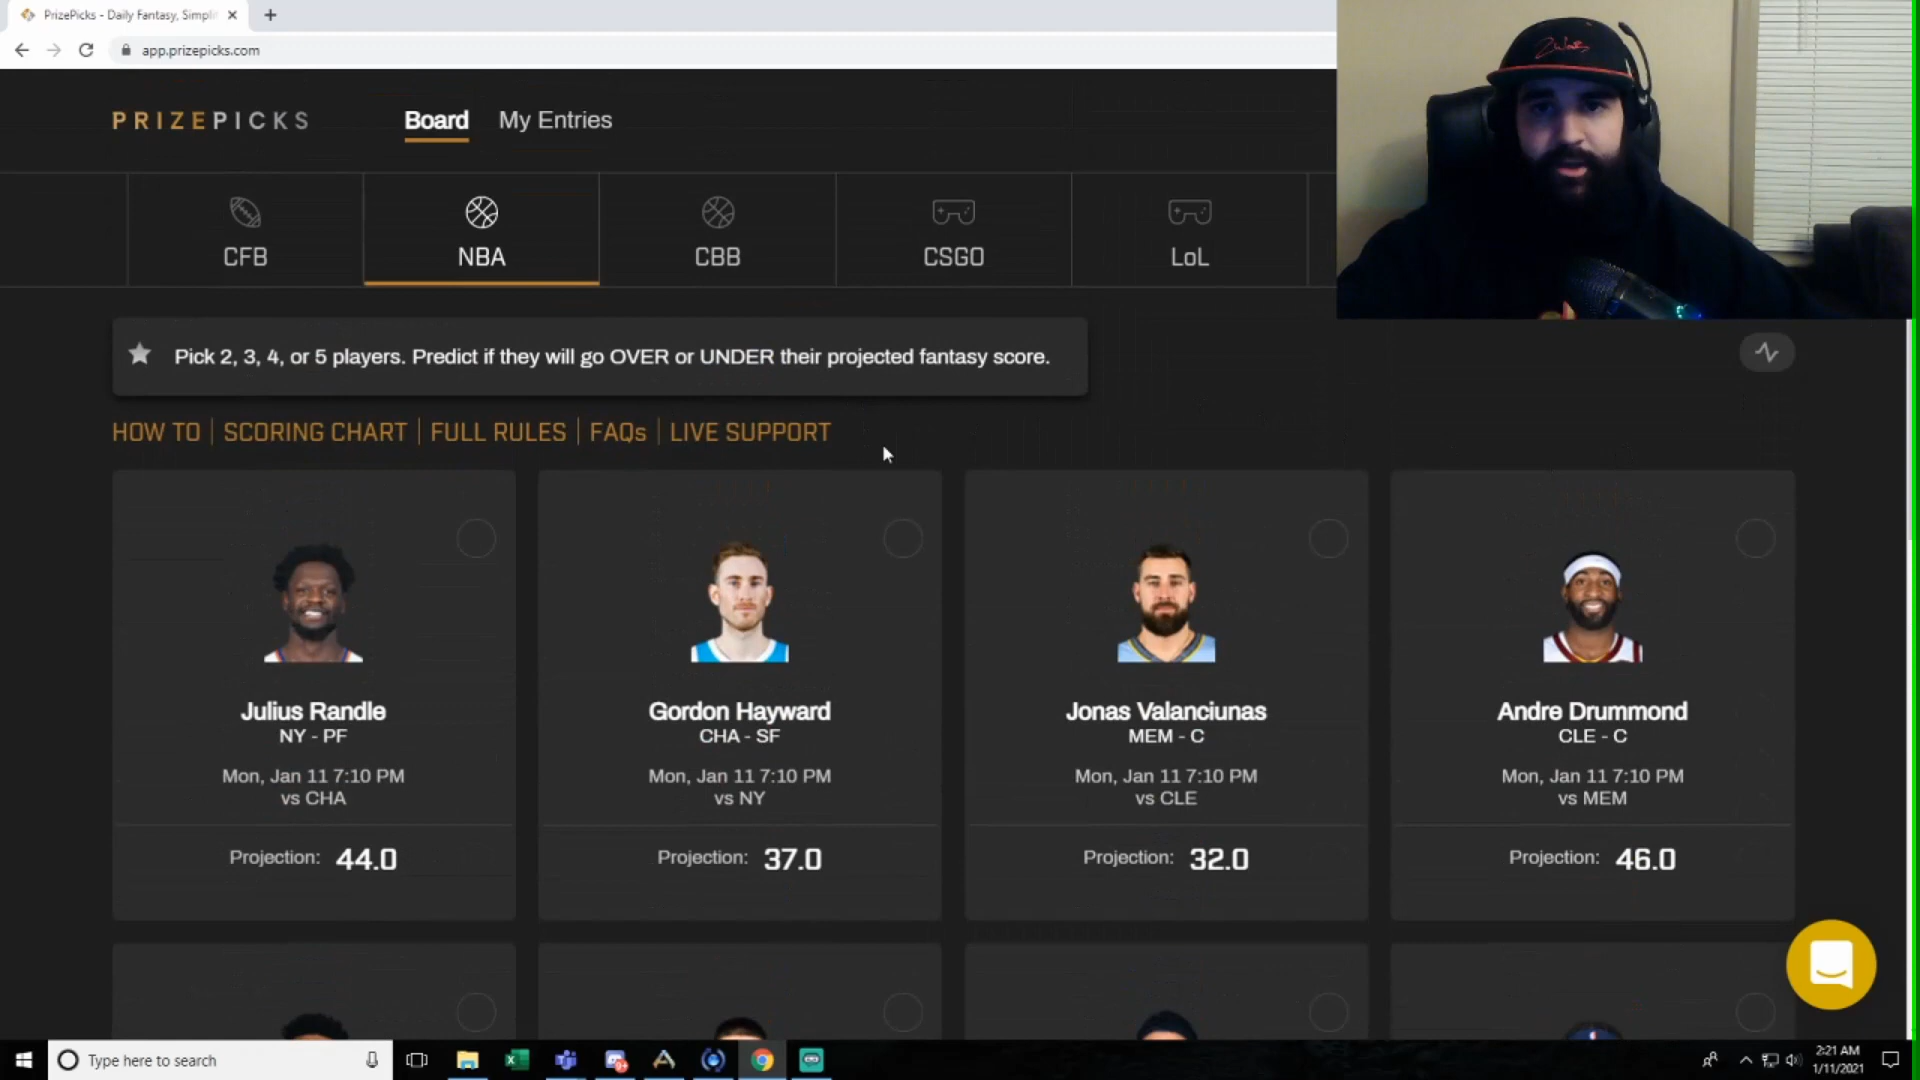 PrizePicks - Daily Fantasy, Simpli
app.prizepicks.com
PRIZEPICKS
Board
My Entries
CFB
NBA
CBB
CSGO
LoL
Pick 2, 3, 4, or 5 players. Predict if they will go OVER or UNDER their projected fantasy score.
HOW TO | SCORING CHART | FULL RULES | FAQs | LIVE SUPPORT
Julius Randle
NY - PF
Mon, Jan 11 7:10 PM
vs CHA
Projection: 44.0
Gordon Hayward
CHA - SF
Mon, Jan 11 7:10 PM
vs NY
Projection: 37.0
Jonas Valanciunas
MEM - C
Mon, Jan 11 7:10 PM
vs CLE
Projection: 32.0
Andre Drummond
CLE - C
Mon, Jan 11 7:10 PM
vs MEM
Projection: 46.0
Type here to search
2:21 AM
1/11/2021